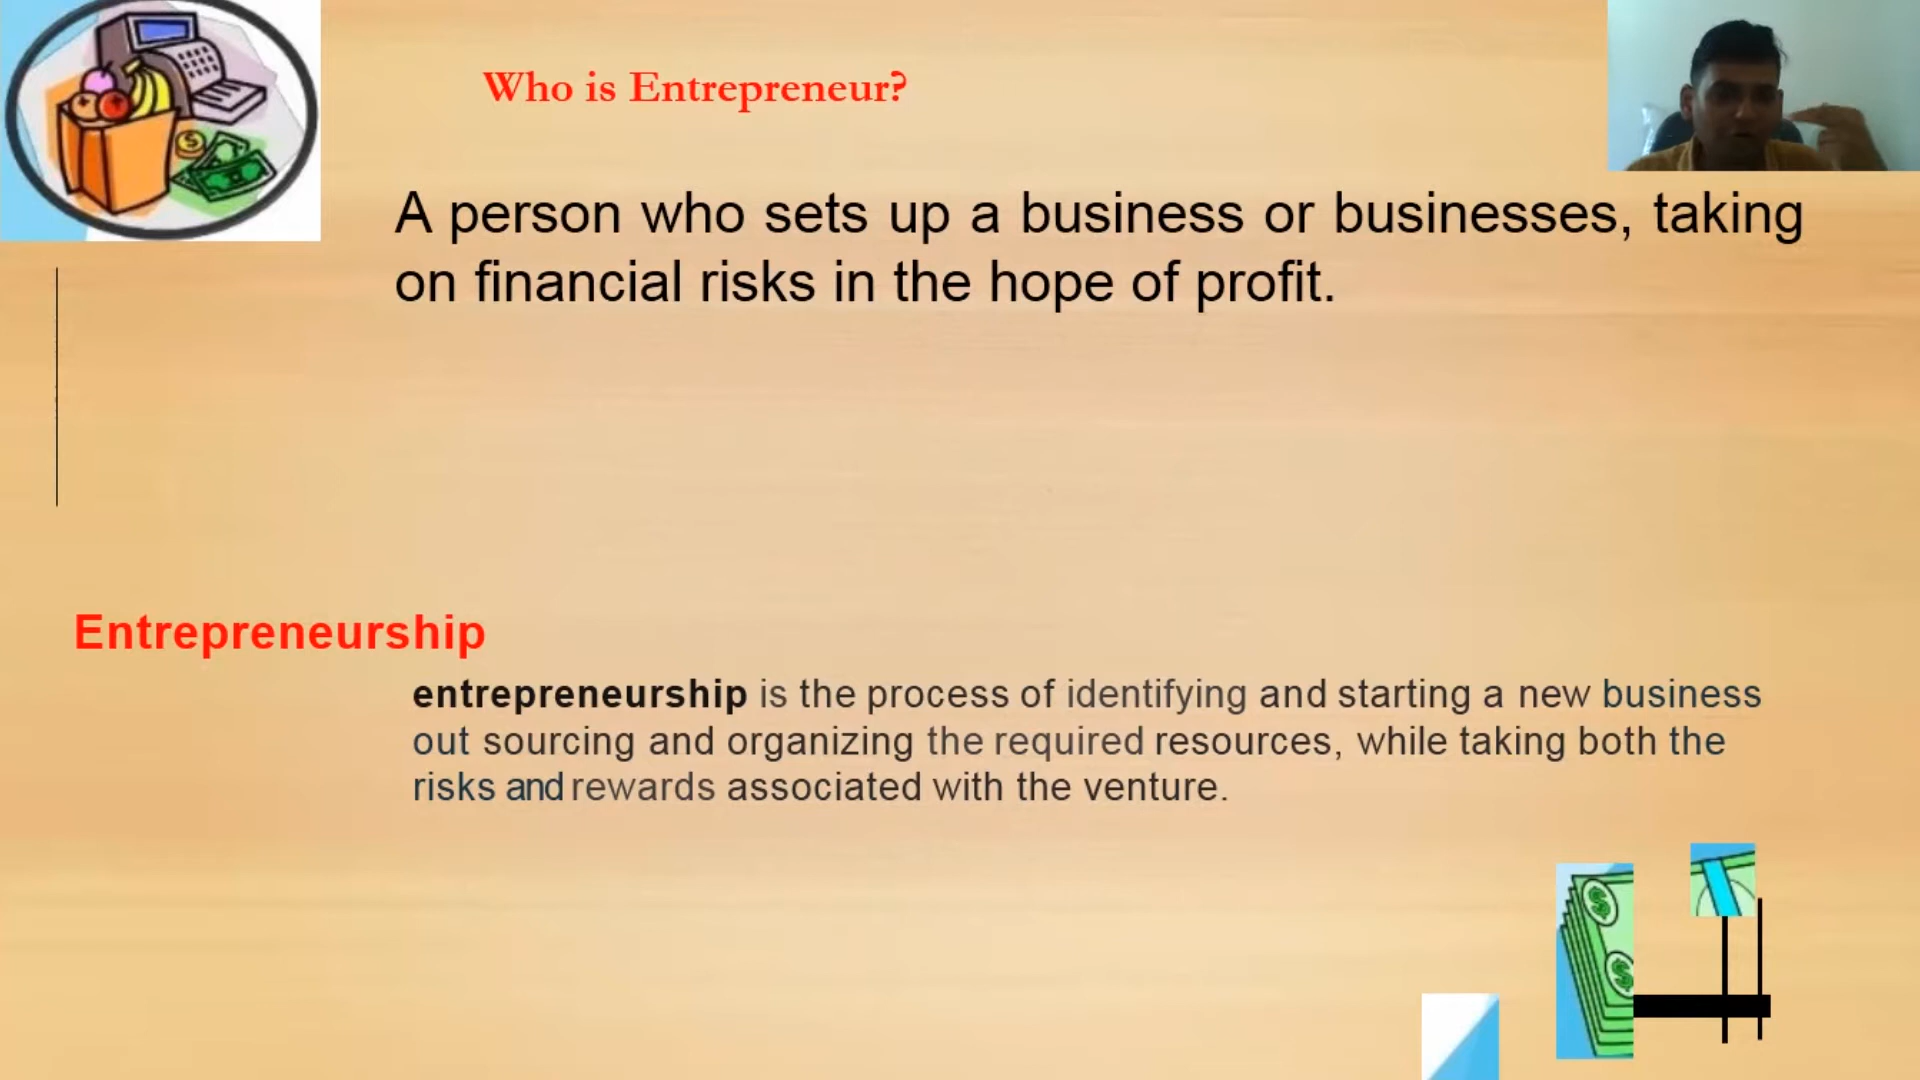 Who is Entrepreneur?
A person who sets up a business or businesses, taking
on financial risks in the hope of profit.
Entrepreneurship
entrepreneurship is the process of identifying and starting a new business
out sourcing and organizing the required resources, while taking both the
risks and rewards associated with the venture.